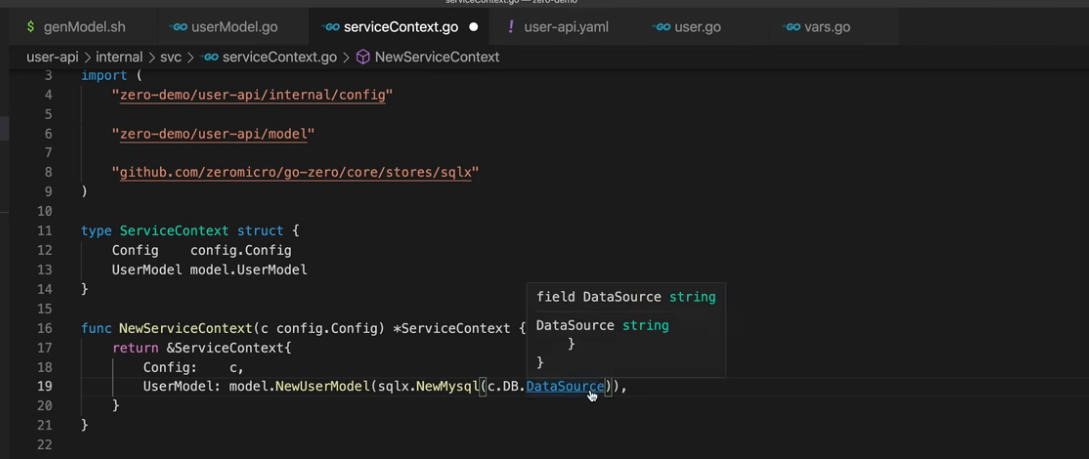 serviceContext.go — zero-demo
$ genModel.sh userModel.go serviceContext.go ! user-api.yaml user.go vars.go
user-api > internal > svc > serviceContext.go > NewServiceContext
3 import (
4 "zero-demo/user-api/internal/config"
5
6 "zero-demo/user-api/model"
7
8 "github.com/zeromicro/go-zero/core/stores/sqlx"
9 )
10
11 type ServiceContext struct {
12 Config config.Config
13 UserModel model.UserModel
14 }
15
field DataSource string
DataSource string
}
}
16 func NewServiceContext(c config.Config) *ServiceContext {
17 return &ServiceContext{
18 Config: c,
19 UserModel: model.NewUserModel(sqlx.NewMysql(c.DB.DataSource)),
20 }
21 }
22